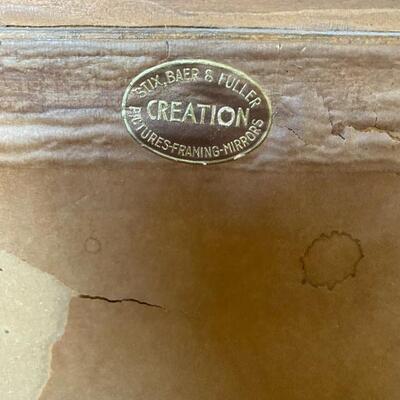 STIX, BAER & FULLER
CREATION
PICTURES-FRAMING-MIRRORS